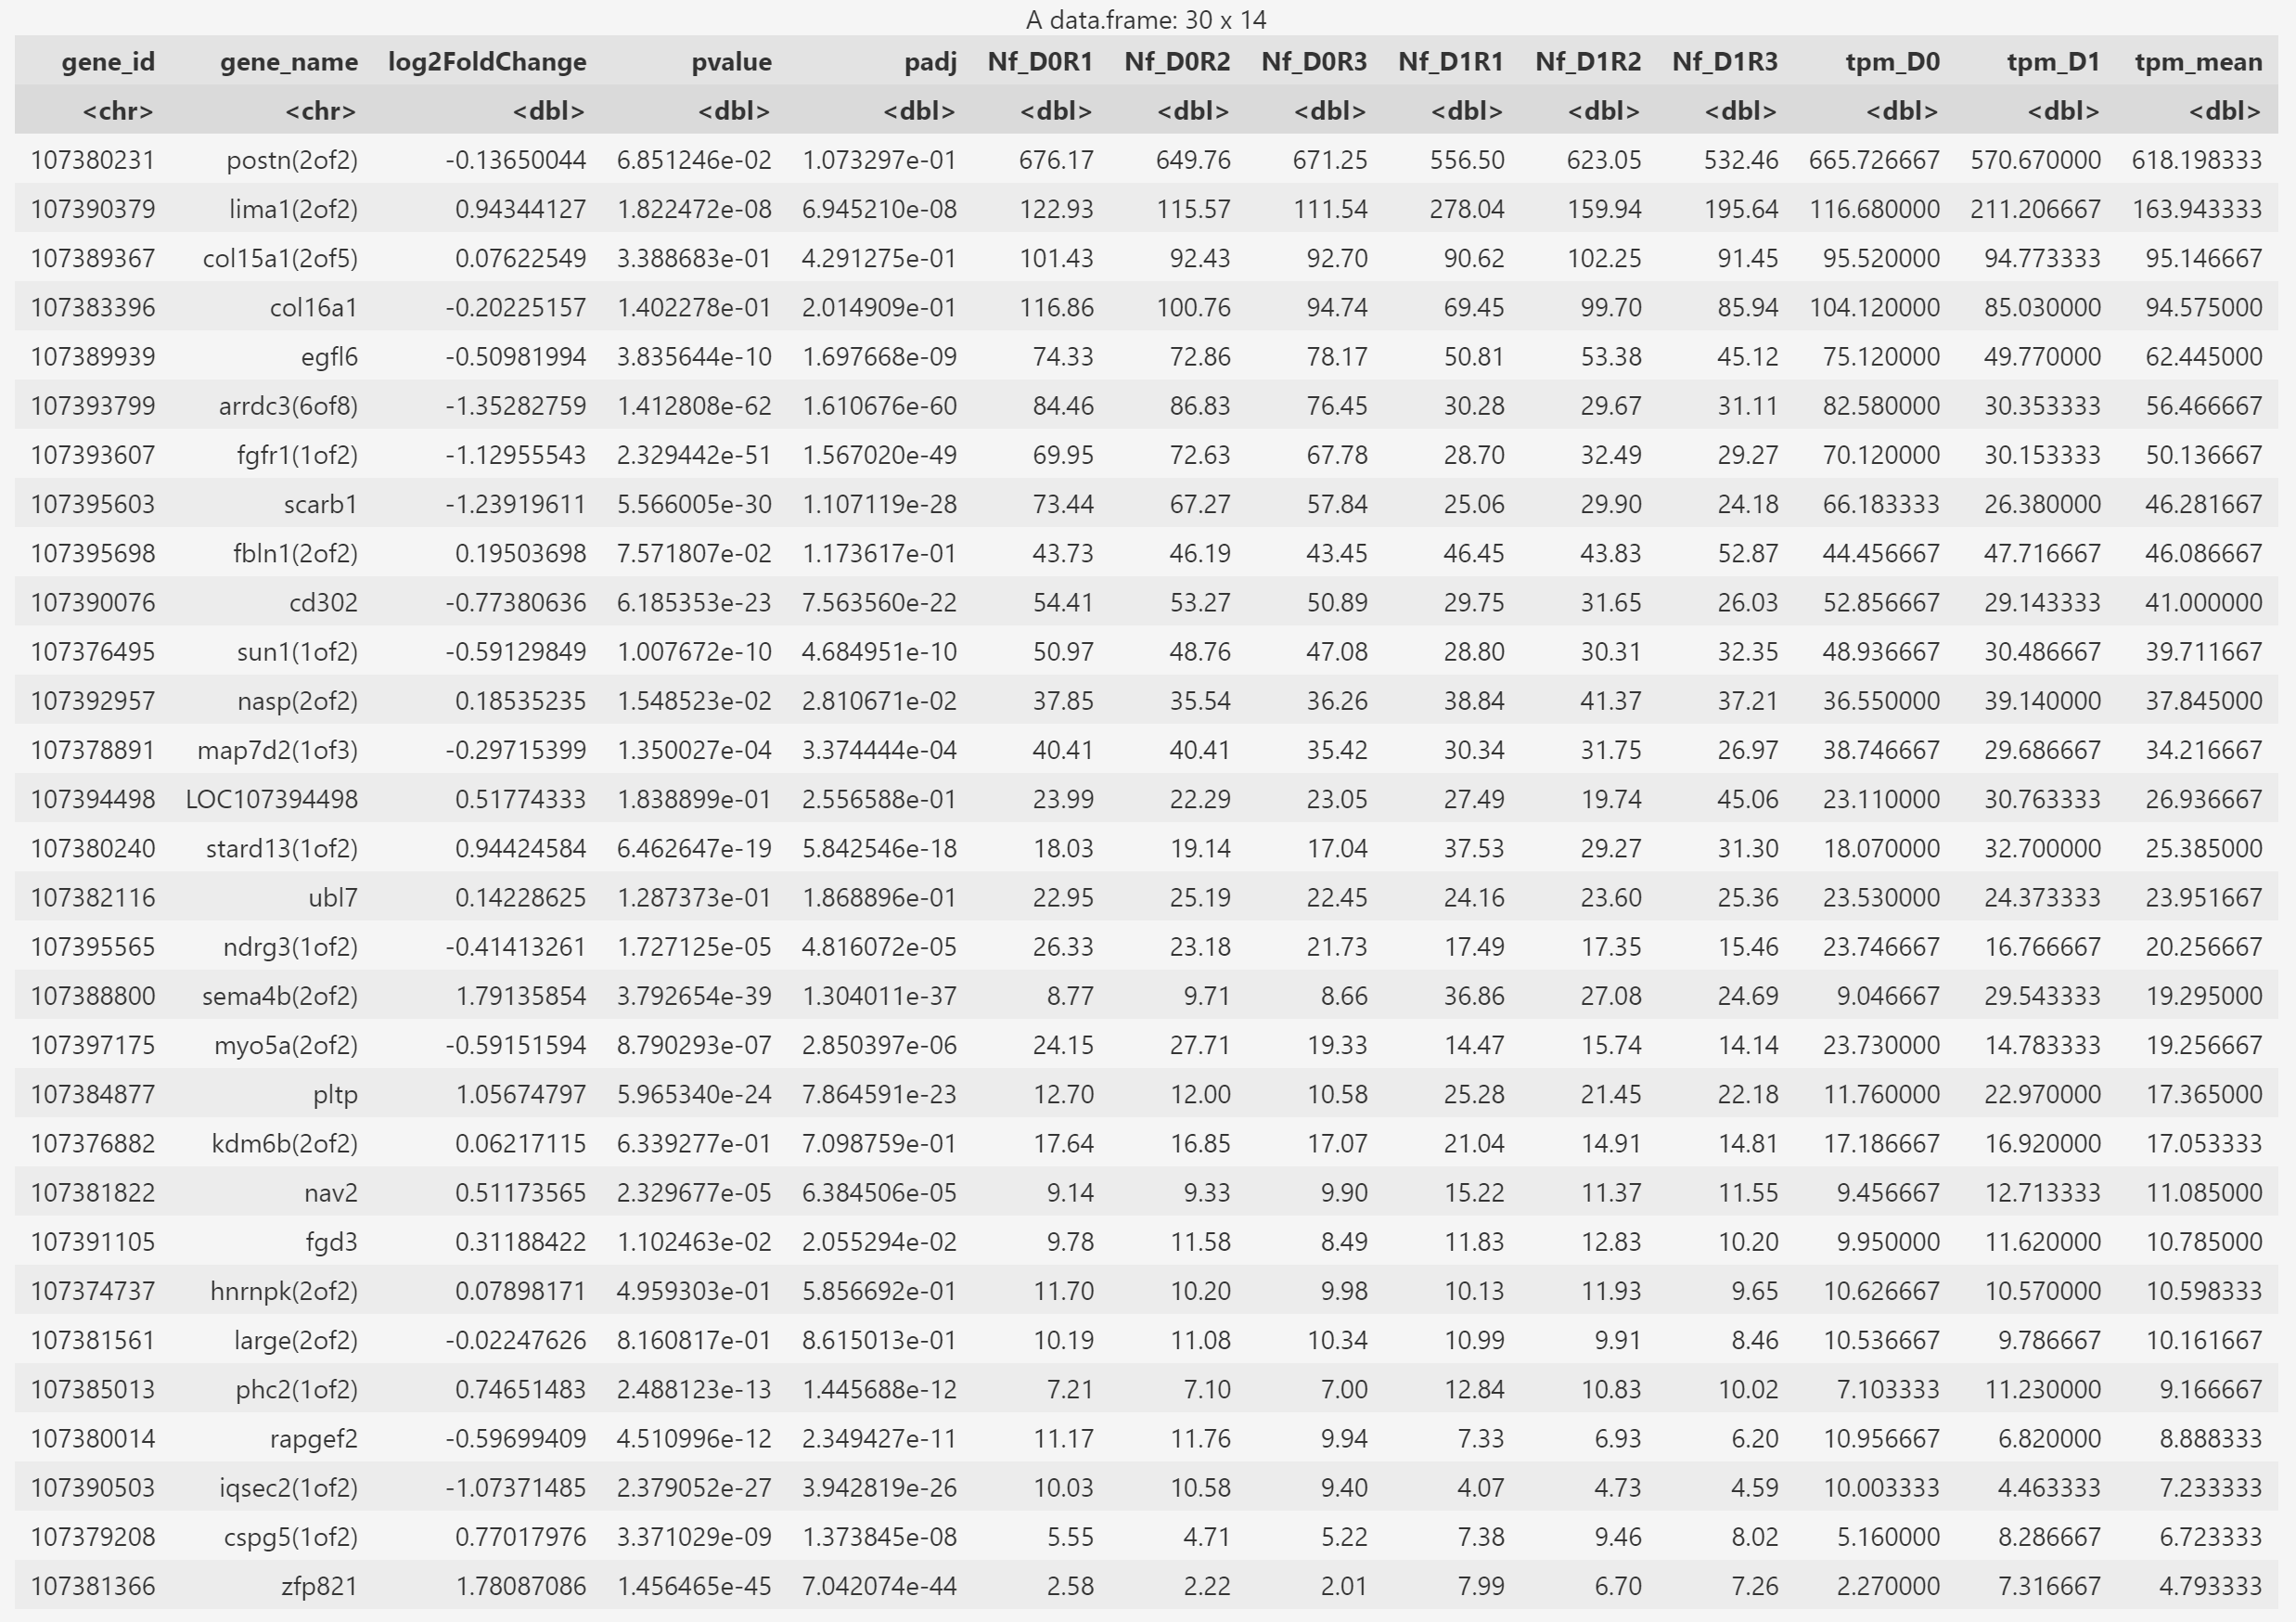 A data.frame: 30 x 14
gene_id gene_name log2FoldChange pvalue padj Nf_D0R1 Nf_D0R2 Nf_D0R3 Nf_D1R1 Nf_D1R2 Nf_D1R3 tpm_D0 tpm_D1 tpm_mean
<chr> <chr> <dbl> <dbl> <dbl> <dbl> <dbl> <dbl> <dbl> <dbl> <dbl> <dbl> <dbl> <dbl>
107380231 postn(2of2) -0.13650044 6.851246e-02 1.073297e-01 676.17 649.76 671.25 556.50 623.05 532.46 665.726667 570.670000 618.198333
107390379 lima1(2of2) 0.94344127 1.822472e-08 6.945210e-08 122.93 115.57 111.54 278.04 159.94 195.64 116.680000 211.206667 163.943333
107389367 col15a1(2of5) 0.07622549 3.388683e-01 4.291275e-01 101.43 92.43 92.70 90.62 102.25 91.45 95.520000 94.773333 95.146667
107383396 col16a1 -0.20225157 1.402278e-01 2.014909e-01 116.86 100.76 94.74 69.45 99.70 85.94 104.120000 85.030000 94.575000
107389939 egfl6 -0.50981994 3.835644e-10 1.697668e-09 74.33 72.86 78.17 50.81 53.38 45.12 75.120000 49.770000 62.445000
107393799 arrdc3(6of8) -1.35282759 1.412808e-62 1.610676e-60 84.46 86.83 76.45 30.28 29.67 31.11 82.580000 30.353333 56.466667
107393607 fgfr1(1of2) -1.12955543 2.329442e-51 1.567020e-49 69.95 72.63 67.78 28.70 32.49 29.27 70.120000 30.153333 50.136667
107395603 scarb1 -1.23919611 5.566005e-30 1.107119e-28 73.44 67.27 57.84 25.06 29.90 24.18 66.183333 26.380000 46.281667
107395698 fbln1(2of2) 0.19503698 7.571807e-02 1.173617e-01 43.73 46.19 43.45 46.45 43.83 52.87 44.456667 47.716667 46.086667
107390076 cd302 -0.77380636 6.185353e-23 7.563560e-22 54.41 53.27 50.89 29.75 31.65 26.03 52.856667 29.143333 41.000000
107376495 sun1(1of2) -0.59129849 1.007672e-10 4.684951e-10 50.97 48.76 47.08 28.80 30.31 32.35 48.936667 30.486667 39.711667
107392957 nasp(2of2) 0.18535235 1.548523e-02 2.810671e-02 37.85 35.54 36.26 38.84 41.37 37.21 36.550000 39.140000 37.845000
107378891 map7d2(1of3) -0.29715399 1.350027e-04 3.374444e-04 40.41 40.41 35.42 30.34 31.75 26.97 38.746667 29.686667 34.216667
107394498 LOC107394498 0.51774333 1.838899e-01 2.556588e-01 23.99 22.29 23.05 27.49 19.74 45.06 23.110000 30.763333 26.936667
107380240 stard13(1of2) 0.94424584 6.462647e-19 5.842546e-18 18.03 19.14 17.04 37.53 29.27 31.30 18.070000 32.700000 25.385000
107382116 ubl7 0.14228625 1.287373e-01 1.868896e-01 22.95 25.19 22.45 24.16 23.60 25.36 23.530000 24.373333 23.951667
107395565 ndrg3(1of2) -0.41413261 1.727125e-05 4.816072e-05 26.33 23.18 21.73 17.49 17.35 15.46 23.746667 16.766667 20.256667
107388800 sema4b(2of2) 1.79135854 3.792654e-39 1.304011e-37 8.77 9.71 8.66 36.86 27.08 24.69 9.046667 29.543333 19.295000
107397175 myo5a(2of2) -0.59151594 8.790293e-07 2.850397e-06 24.15 27.71 19.33 14.47 15.74 14.14 23.730000 14.783333 19.256667
107384877 pltp 1.05674797 5.965340e-24 7.864591e-23 12.70 12.00 10.58 25.28 21.45 22.18 11.760000 22.970000 17.365000
107376882 kdm6b(2of2) 0.06217115 6.339277e-01 7.098759e-01 17.64 16.85 17.07 21.04 14.91 14.81 17.186667 16.920000 17.053333
107381822 nav2 0.51173565 2.329677e-05 6.384506e-05 9.14 9.33 9.90 15.22 11.37 11.55 9.456667 12.713333 11.085000
107391105 fgd3 0.31188422 1.102463e-02 2.055294e-02 9.78 11.58 8.49 11.83 12.83 10.20 9.950000 11.620000 10.785000
107374737 hnrnpk(2of2) 0.07898171 4.959303e-01 5.856692e-01 11.70 10.20 9.98 10.13 11.93 9.65 10.626667 10.570000 10.598333
107381561 large(2of2) -0.02247626 8.160817e-01 8.615013e-01 10.19 11.08 10.34 10.99 9.91 8.46 10.536667 9.786667 10.161667
107385013 phc2(1of2) 0.74651483 2.488123e-13 1.445688e-12 7.21 7.10 7.00 12.84 10.83 10.02 7.103333 11.230000 9.166667
107380014 rapgef2 -0.59699409 4.510996e-12 2.349427e-11 11.17 11.76 9.94 7.33 6.93 6.20 10.956667 6.820000 8.888333
107390503 iqsec2(1of2) -1.07371485 2.379052e-27 3.942819e-26 10.03 10.58 9.40 4.07 4.73 4.59 10.003333 4.463333 7.233333
107379208 cspg5(1of2) 0.77017976 3.371029e-09 1.373845e-08 5.55 4.71 5.22 7.38 9.46 8.02 5.160000 8.286667 6.723333
107381366 zfp821 1.78087086 1.456465e-45 7.042074e-44 2.58 2.22 2.01 7.99 6.70 7.26 2.270000 7.316667 4.793333